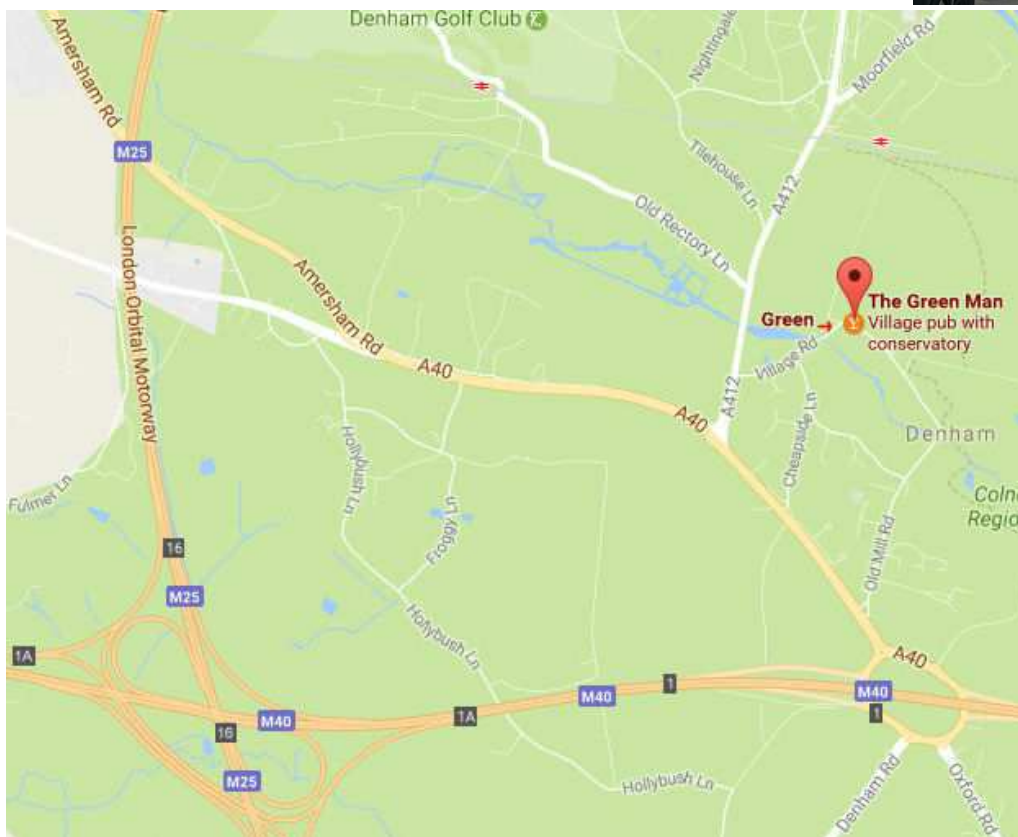 Denham Golf Club
Amersham Rd
Nightingale
Moorfield Rd
M25
Tilehouse Ln
A412
Old Rectory Ln
London Orbital Motorway
Amersham Rd
A40
Green
The Green Man
Village pub with
conservatory
Village Rd
A412
A40
Cheapside Ln
Denham
Hollybush Ln
Froggy Ln
Fulmer Ln
Coln
Regio
Old Mill Rd
16
M25
Hollybush Ln
1A
A40
M40
1
M40
1
1A
M40
16
M25
Hollybush Ln
Denham Rd
Oxford Rd